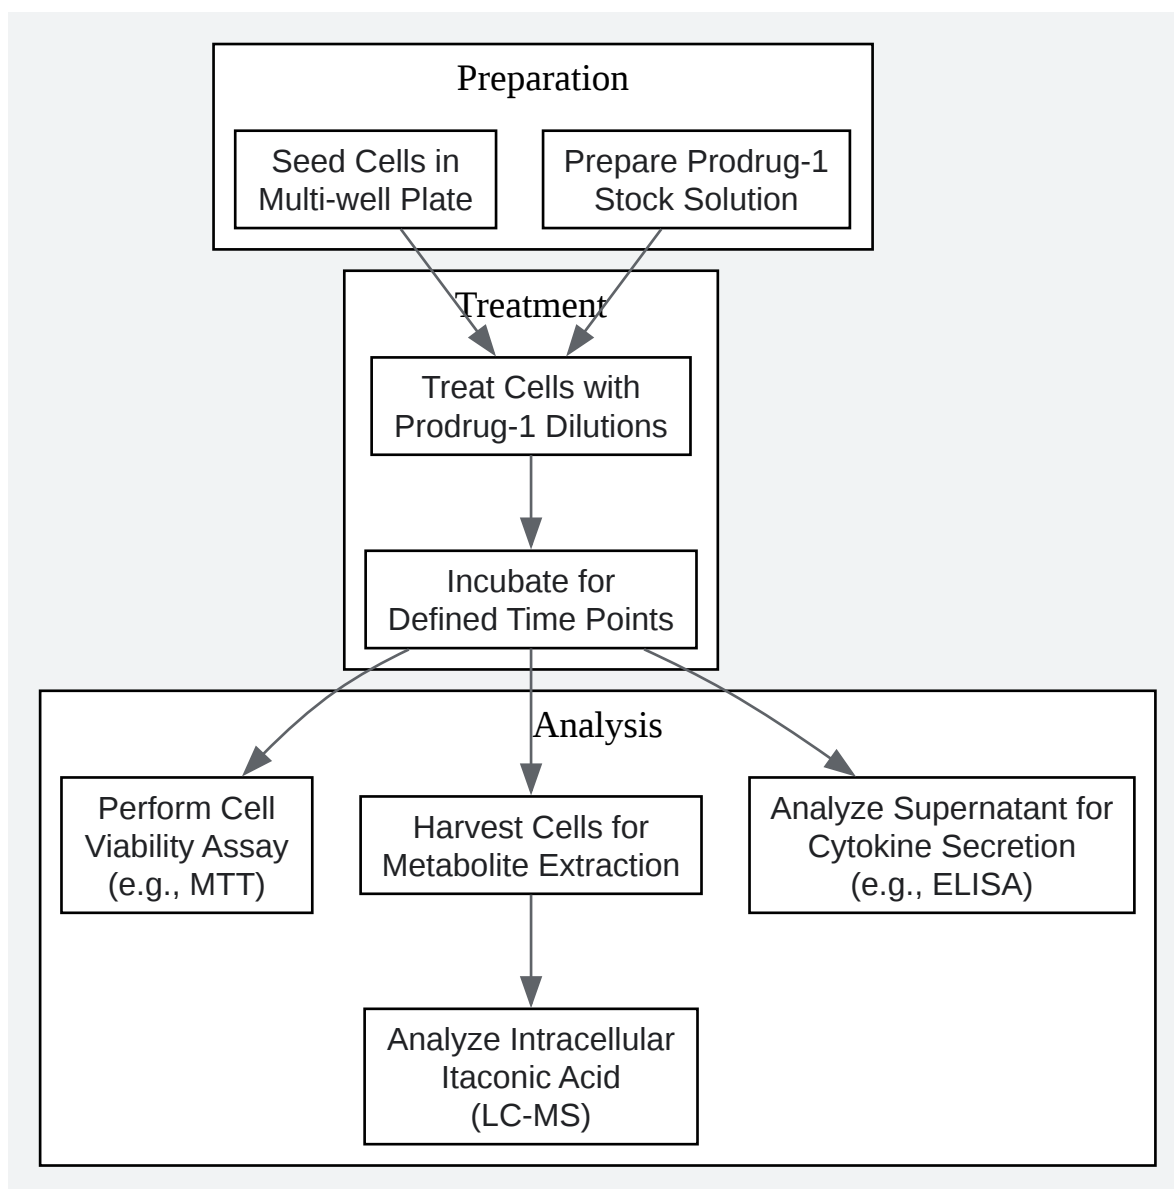 Preparation
Seed Cells in
Multi-well Plate
Prepare Prodrug-1
Stock Solution
Treatment
Treat Cells with
Prodrug-1 Dilutions
Incubate for
Defined Time Points
Analysis
Perform Cell
Viability Assay
(e.g., MTT)
Harvest Cells for
Metabolite Extraction
Analyze Supernatant for
Cytokine Secretion
(e.g., ELISA)
Analyze Intracellular
Itaconic Acid
(LC-MS)